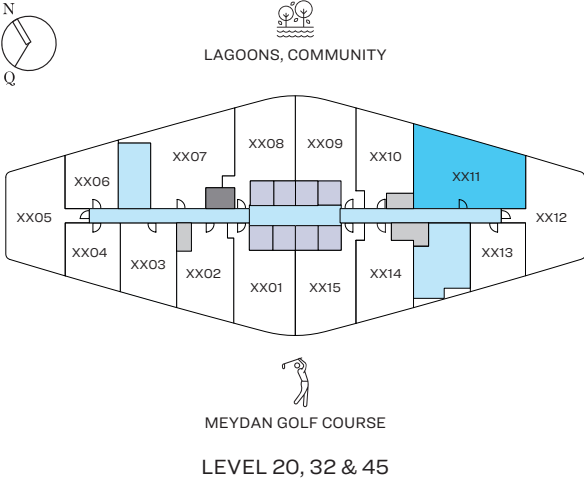 N
Q
LAGOONS, COMMUNITY
XX08 XX09
XX07 XX10
XX06 XX11
XX05 XX12
XX04 XX03 XX02 XX01 XX15 XX14 XX13
MEYDAN GOLF COURSE
LEVEL 20, 32 & 45